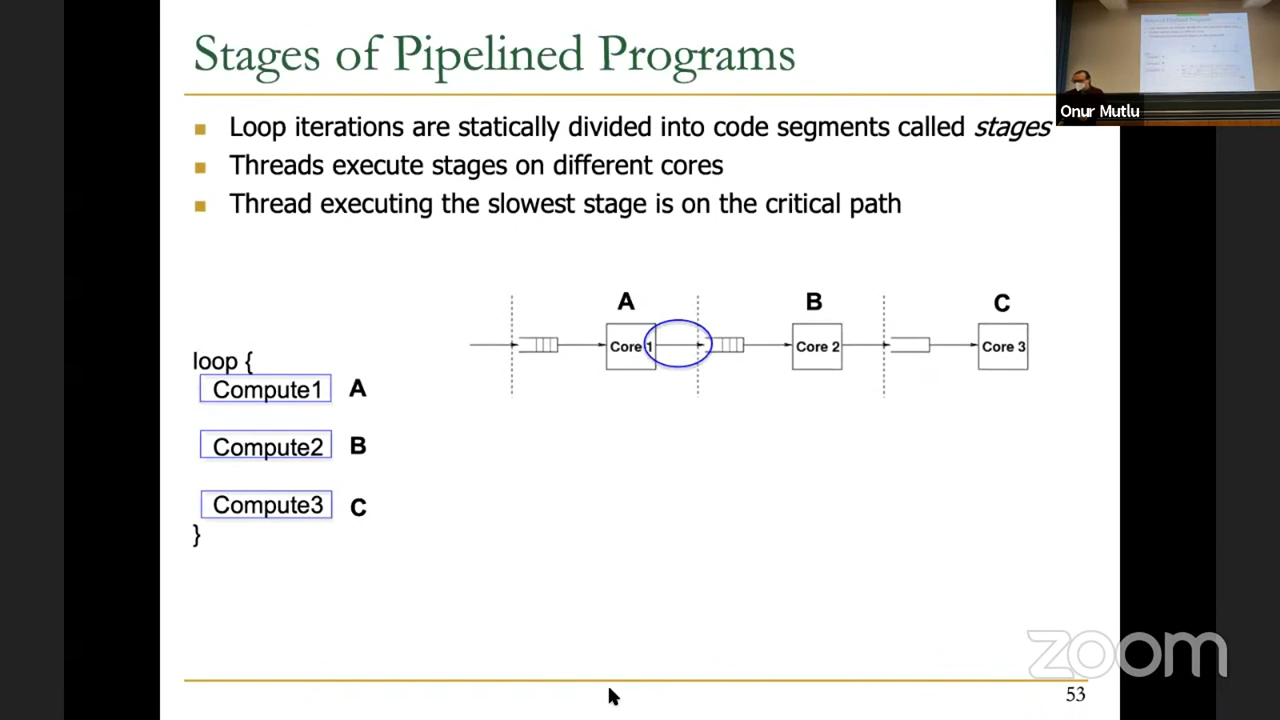 Stages of Pipelined Programs
Onur Mutlu
Loop iterations are statically divided into code segments called stages
Threads execute stages on different cores
Thread executing the slowest stage is on the critical path
A
B
C
Core 1
Core 2
Core 3
loop {
Compute1 A
Compute2 B
Compute3 C
}
zoom
53